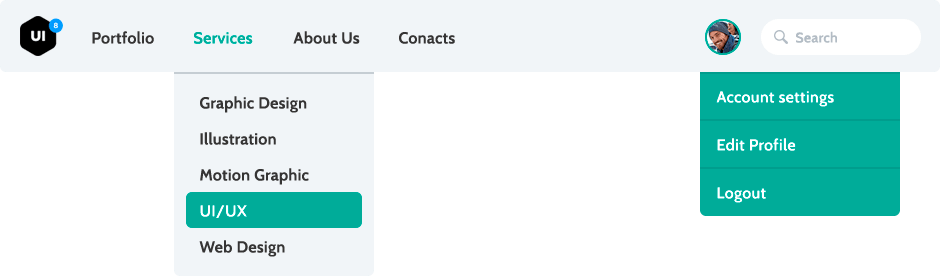 UI
8
Portfolio
Services
About Us
Conacts
Search
Graphic Design
Illustration
Motion Graphic
UI/UX
Web Design
Account settings
Edit Profile
Logout